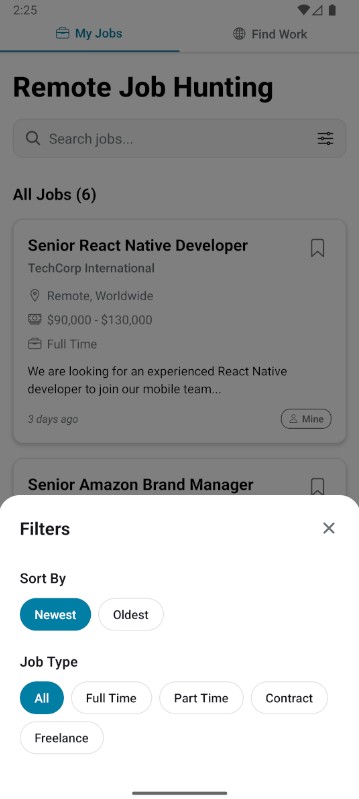 2:25
My Jobs Find Work
Remote Job Hunting
Search jobs...
All Jobs (6)
Senior React Native Developer
TechCorp International
Remote, Worldwide
$90,000 - $130,000
Full Time
We are looking for an experienced React Native
developer to join our mobile team...
3 days ago Mine
Senior Amazon Brand Manager
Filters
Sort By
Newest Oldest
Job Type
All Full Time Part Time Contract
Freelance